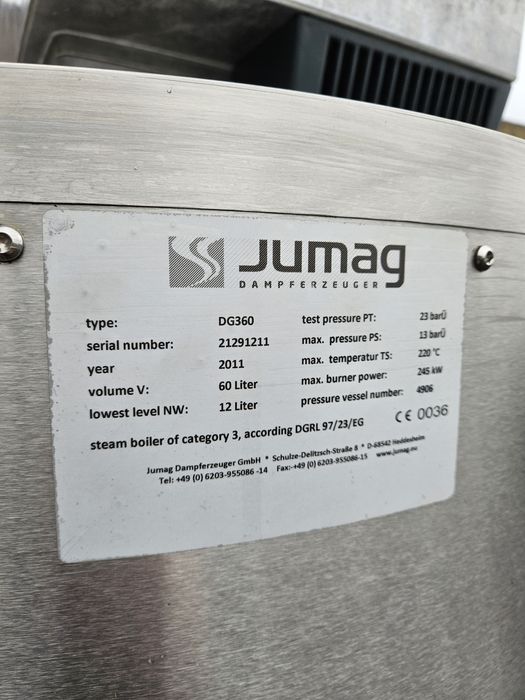 JUMAG
DAMPFERZEUGER
type: DG360 test pressure PT: 23 barÜ
serial number: 21291211 max. pressure PS: 13 barÜ
year 2011 max. temperatur TS: 220 °C
volume V: 60 Liter max. burner power: 245 kW
lowest level NW: 12 Liter pressure vessel number: 4906
steam boiler of category 3, according DGRL 97/23/EG CE 0036
Jumag Dampferzeuger GmbH * Schulze-Delitzsch-Straße 8 * D-68542 Heddesheim
Tel: +49 (0) 6203-955086 -14 Fax:-+49 (0) 6203-955086-15 www.jumag.eu